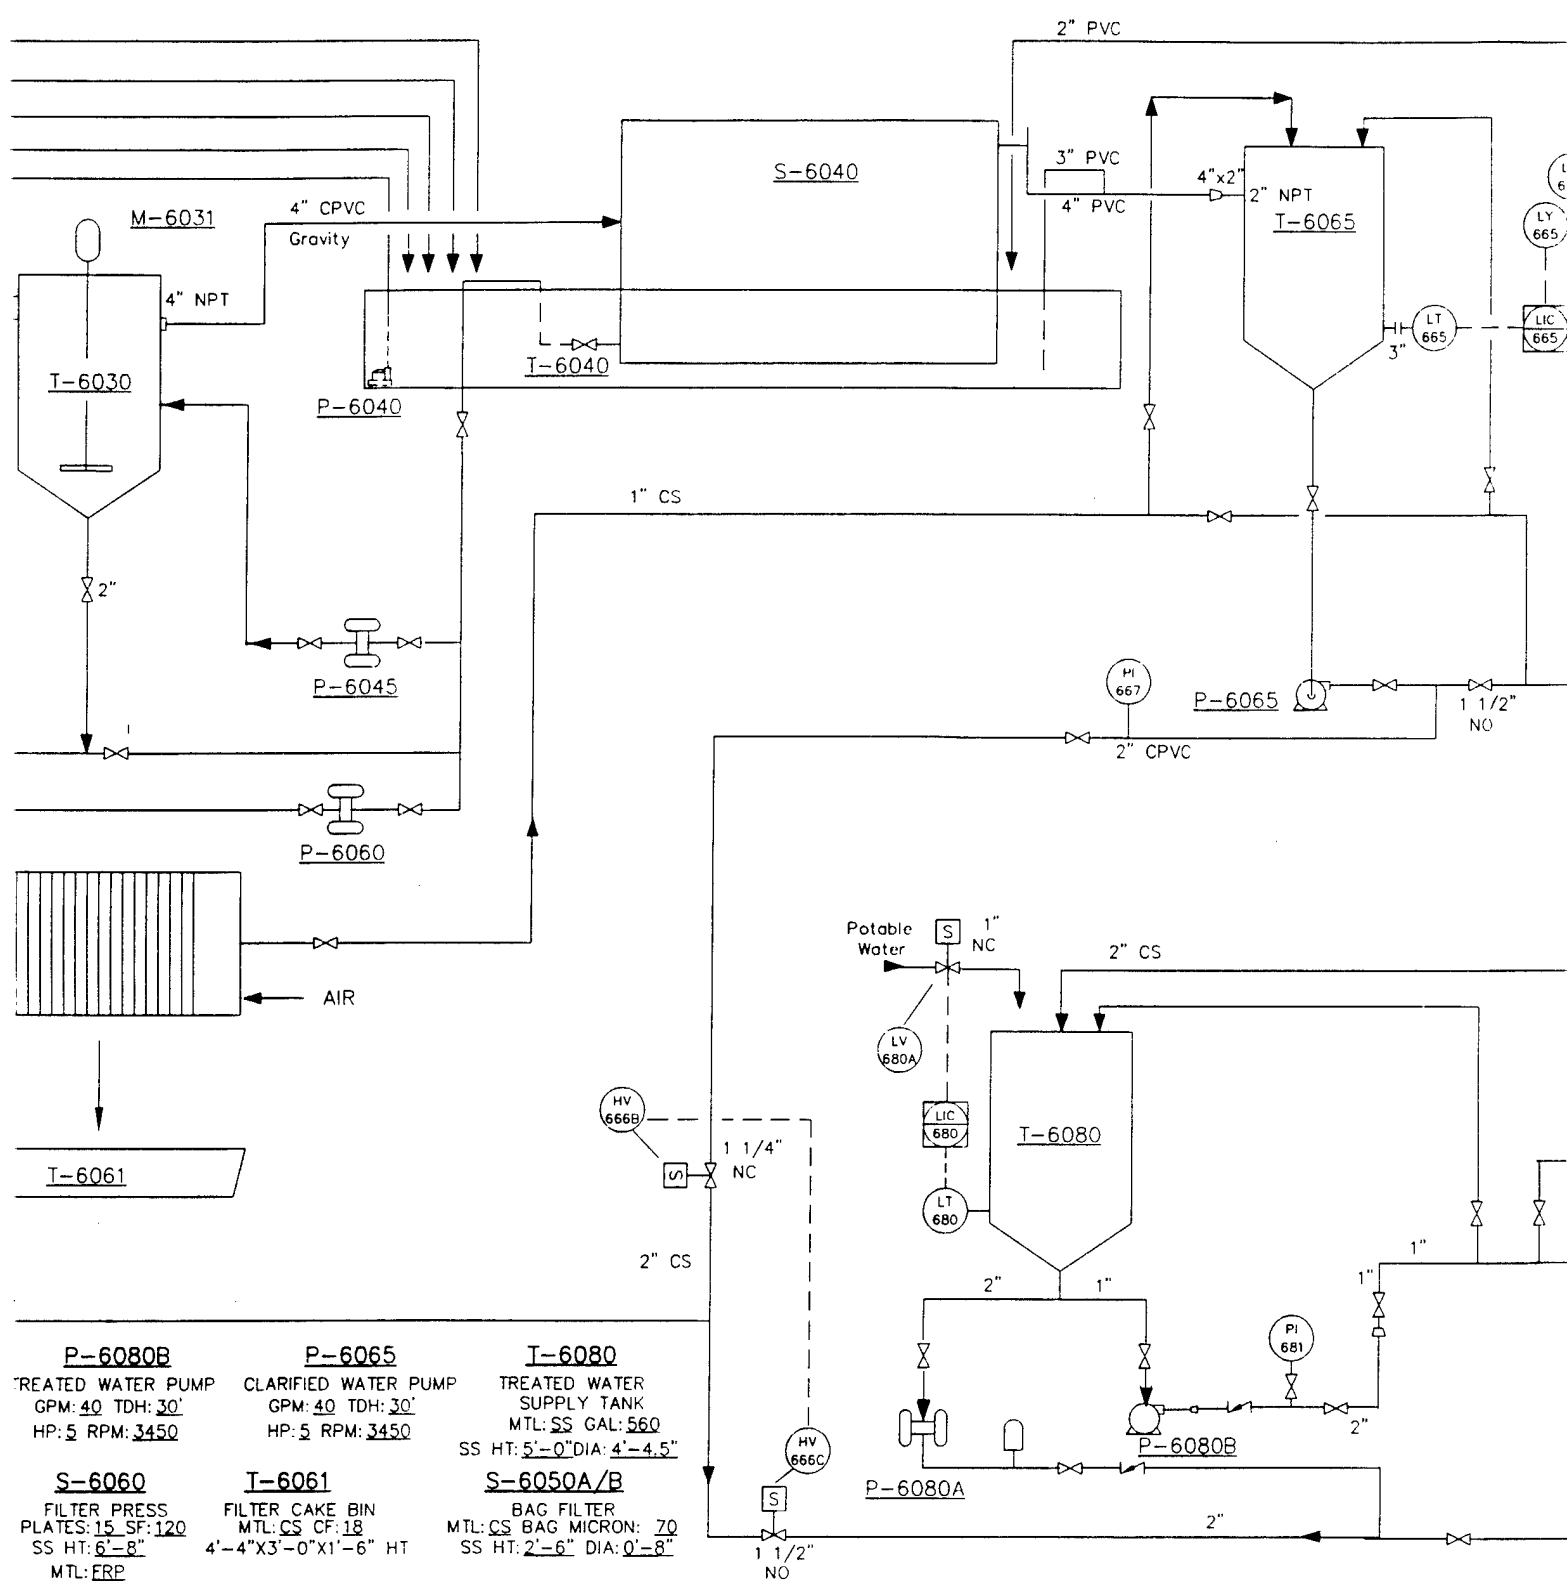 2" PVC
S-6040
3" PVC
4" PVC
4"x2"
2" NPT
T-6065
LY
665
LT
665
LIC
665
3"
M-6031
4" CPVC
Gravity
4" NPT
T-6030
T-6040
P-6040
1" CS
2"
P-6045
PI
667
P-6065
1 1/2"
NO
2" CPVC
P-6060
AIR
Potable
Water
S
1"
NC
2" CS
LV
680A
LIC
680
T-6080
LT
680
HV
666B
S
1 1/4"
NC
T-6061
2" CS
2"
1"
1"
1"
PI
681
2"
P-6080B
P-6080A
HV
666C
S
1 1/2"
NO
2"
P-6080B
TREATED WATER PUMP
GPM: 40 TDH: 30'
HP: 5 RPM: 3450
P-6065
CLARIFIED WATER PUMP
GPM: 40 TDH: 30'
HP: 5 RPM: 3450
T-6080
TREATED WATER
SUPPLY TANK
MTL: SS GAL: 560
SS HT: 5'-0" DIA: 4'-4.5"
S-6060
FILTER PRESS
PLATES: 15 SF: 120
SS HT: 6'-8"
MTL: FRP
T-6061
FILTER CAKE BIN
MTL: CS CF: 18
4'-4"X3'-0"X1'-6" HT
S-6050A/B
BAG FILTER
MTL: CS BAG MICRON: 70
SS HT: 2'-6" DIA: 0'-8"